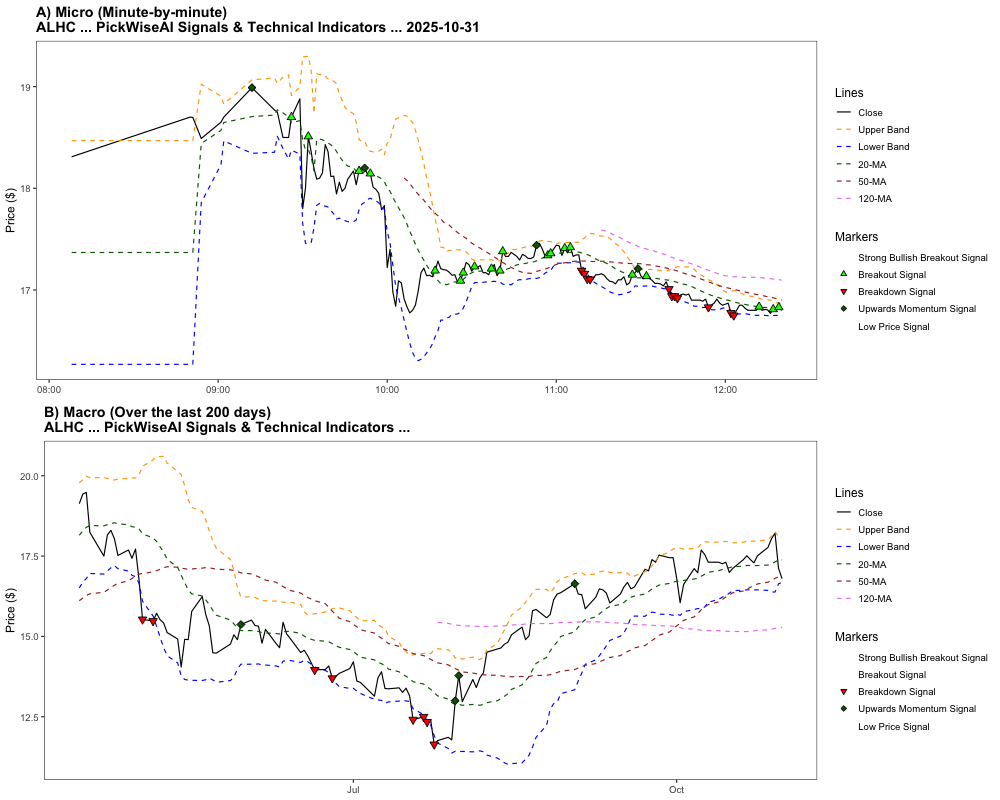 A) Micro (Minute-by-minute)
ALHC ... PickWiseAI Signals & Technical Indicators ... 2025-10-31
Price ($)
19
18
17
08:00
09:00
10:00
11:00
12:00
Lines
Close
Upper Band
Lower Band
20-MA
50-MA
120-MA
Markers
Strong Bullish Breakout Signal
Breakout Signal
Breakdown Signal
Upwards Momentum Signal
Low Price Signal
B) Macro (Over the last 200 days)
ALHC ... PickWiseAI Signals & Technical Indicators ...
Price ($)
20.0
17.5
15.0
12.5
Jul
Oct
Lines
Close
Upper Band
Lower Band
20-MA
50-MA
120-MA
Markers
Strong Bullish Breakout Signal
Breakout Signal
Breakdown Signal
Upwards Momentum Signal
Low Price Signal